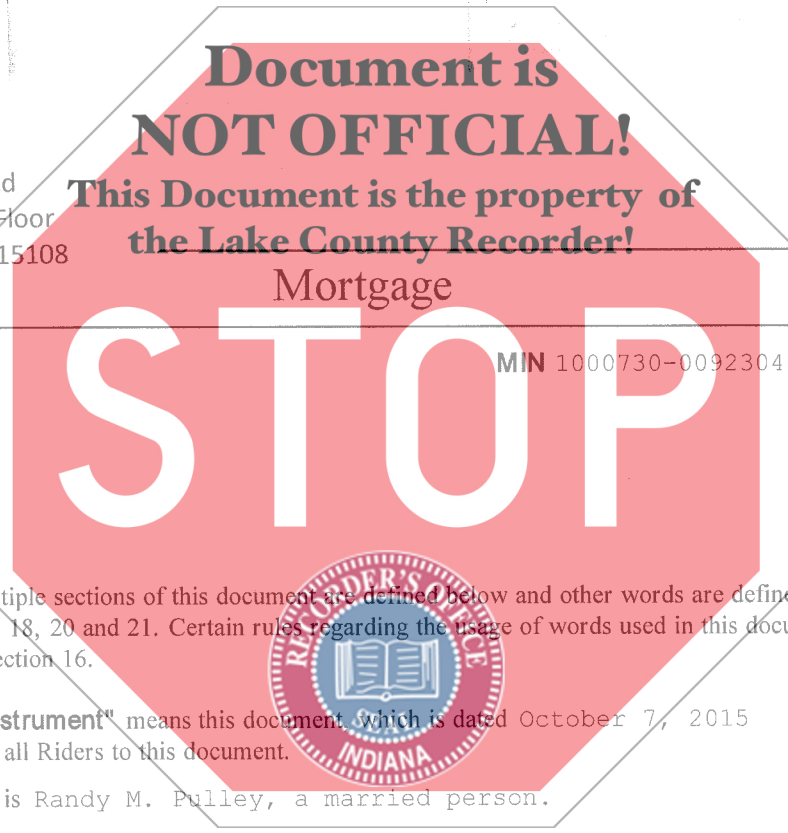 Document is
NOT OFFICIAL!
This Document is the property of
the Lake County Recorder!
d
Floor
15108
Mortgage
MIN 1000730-0092304
STOP
tiple sections of this document are defined below and other words are define
18, 20 and 21. Certain rules regarding the usage of words used in this docu
ection 16.
RECORDER'S OFFICE
SEAL
INDIANA
strument" means this document, which is dated October 7, 2015
all Riders to this document.
is Randy M. Pulley, a married person.